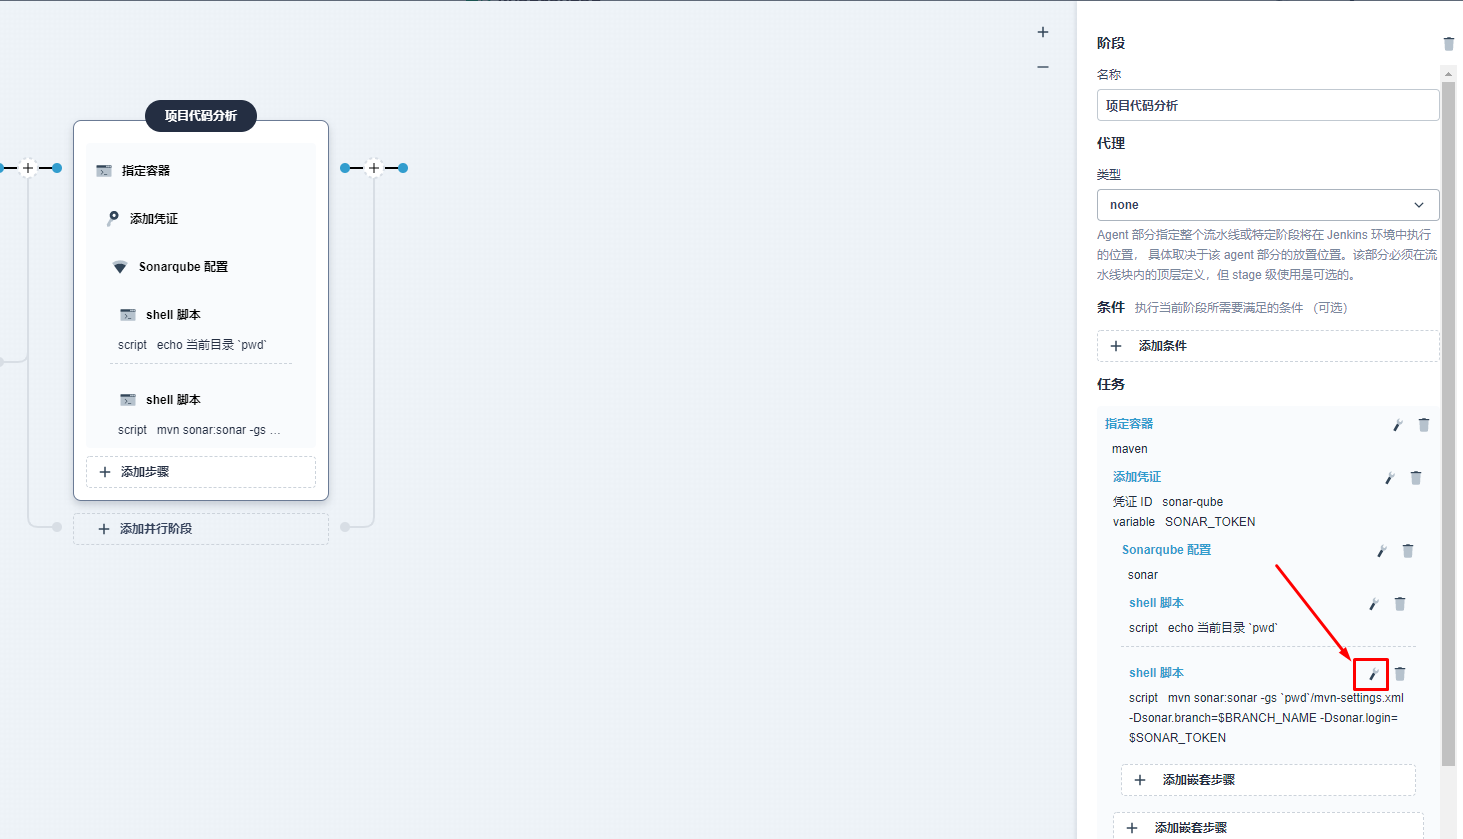 项目代码分析
指定容器
添加凭证
Sonarqube 配置
shell 脚本
script echo 当前目录 `pwd`
shell 脚本
script mvn sonar:sonar -gs ...
添加步骤
添加并行阶段
阶段
名称
项目代码分析
代理
类型
none
Agent 部分指定整个流水线或特定阶段将在 Jenkins 环境中执行
的位置， 具体取决于该 agent 部分的放置位置。该部分必须在流
水线块内的顶层定义，但 stage 级使用是可选的。
条件 执行当前阶段所需要满足的条件 （可选）
添加条件
任务
指定容器
maven
添加凭证
凭证 ID sonar-qube
variable SONAR_TOKEN
Sonarqube 配置
sonar
shell 脚本
script echo 当前目录 `pwd`
shell 脚本
script mvn sonar:sonar -gs `pwd`/mvn-settings.xml
-Dsonar.branch=$BRANCH_NAME -Dsonar.login=
$SONAR_TOKEN
添加嵌套步骤
添加嵌套步骤